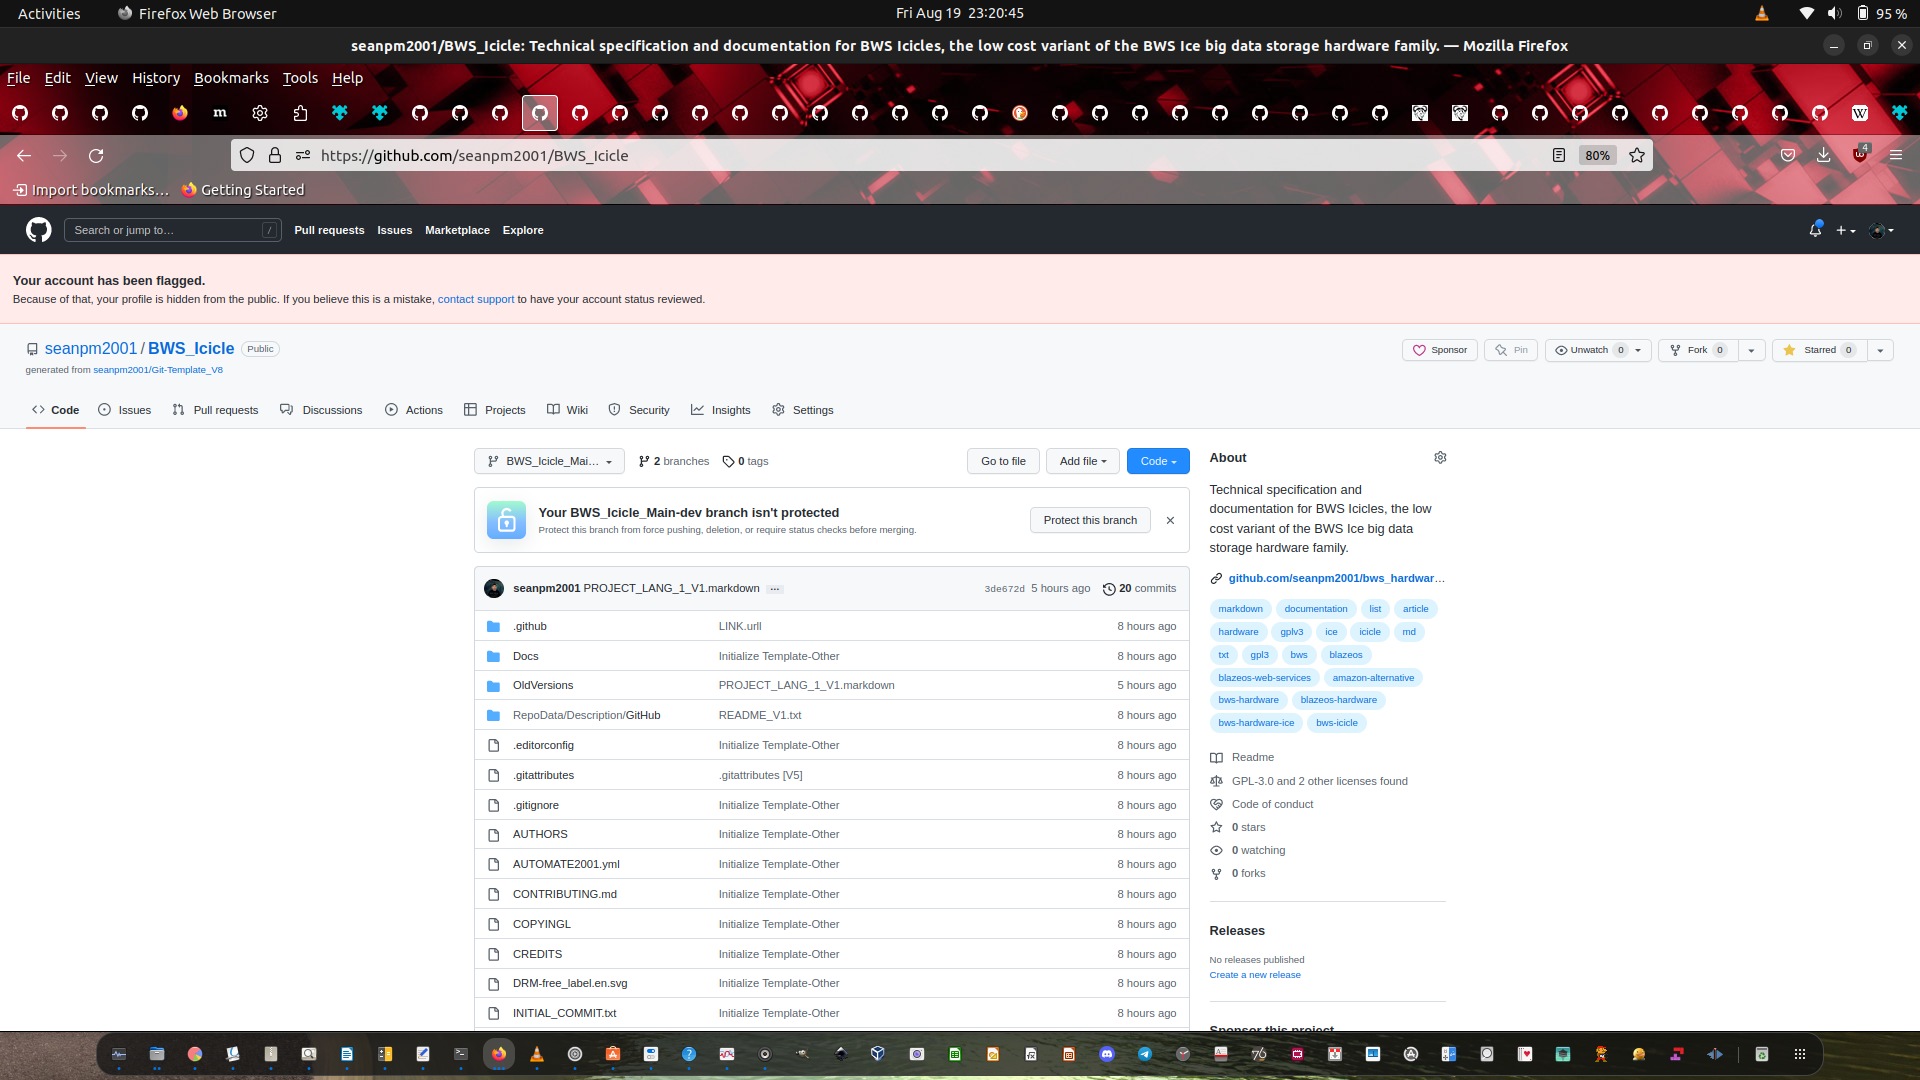 Activities Firefox Web Browser Fri Aug 19 23:20:45 95 %
seanpm2001/BWS_Icicle: Technical specification and documentation for BWS Icicles, the low cost variant of the BWS Ice big data storage hardware family. — Mozilla Firefox
File Edit View History Bookmarks Tools Help
https://github.com/seanpm2001/BWS_Icicle 80% 4
Import bookmarks… Getting Started
Search or jump to… / Pull requests Issues Marketplace Explore
Your account has been flagged.
Because of that, your profile is hidden from the public. If you believe this is a mistake, contact support to have your account status reviewed.
seanpm2001 / BWS_Icicle Public Sponsor Pin Unwatch 0 Fork 0 Starred 0
generated from seanpm2001/Git-Template_V8
Code Issues Pull requests Discussions Actions Projects Wiki Security Insights Settings
BWS_Icicle_Mai… 2 branches 0 tags Go to file Add file Code
Your BWS_Icicle_Main-dev branch isn't protected
Protect this branch from force pushing, deletion, or require status checks before merging.
Protect this branch
seanpm2001 PROJECT_LANG_1_V1.markdown … 3de672d 5 hours ago 20 commits
.github LINK.urll 8 hours ago
Docs Initialize Template-Other 8 hours ago
OldVersions PROJECT_LANG_1_V1.markdown 5 hours ago
RepoData/Description/GitHub README_V1.txt 8 hours ago
.editorconfig Initialize Template-Other 8 hours ago
.gitattributes .gitattributes [V5] 8 hours ago
.gitignore Initialize Template-Other 8 hours ago
AUTHORS Initialize Template-Other 8 hours ago
AUTOMATE2001.yml Initialize Template-Other 8 hours ago
CONTRIBUTING.md Initialize Template-Other 8 hours ago
COPYINGL Initialize Template-Other 8 hours ago
CREDITS Initialize Template-Other 8 hours ago
DRM-free_label.en.svg Initialize Template-Other 8 hours ago
INITIAL_COMMIT.txt Initialize Template-Other 8 hours ago
About
Technical specification and
documentation for BWS Icicles, the low
cost variant of the BWS Ice big data
storage hardware family.
github.com/seanpm2001/bws_hardwar…
markdown documentation list article
hardware gplv3 ice icicle md
txt gpl3 bws blazeos
blazeos-web-services amazon-alternative
bws-hardware blazeos-hardware
bws-hardware-ice bws-icicle
Readme
GPL-3.0 and 2 other licenses found
Code of conduct
0 stars
0 watching
0 forks
Releases
No releases published
Create a new release
Sponsor this project